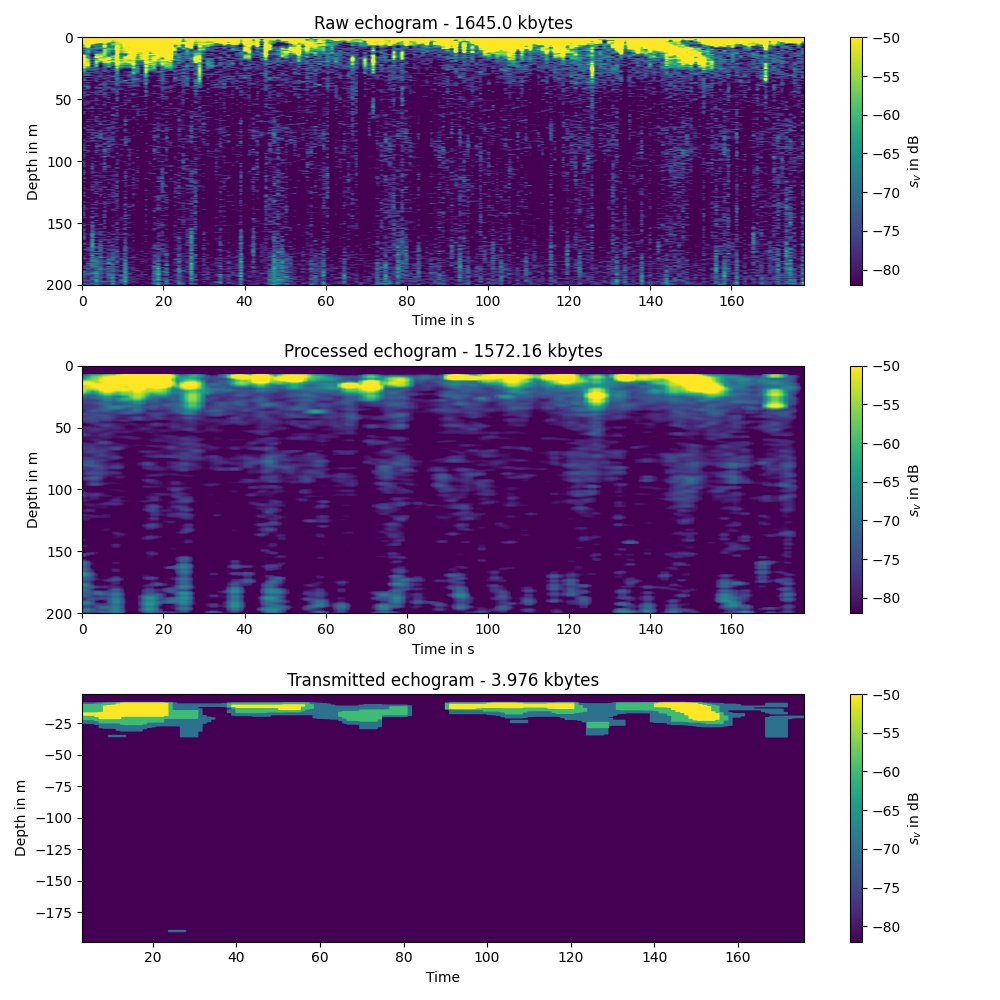 Raw echogram - 1645.0 kbytes
0
50
100
150
200
Depth in m
0 20 40 60 80 100 120 140 160
Time in s
−50
−55
−60
−65
−70
−75
−80
sv in dB
Processed echogram - 1572.16 kbytes
0
50
100
150
200
Depth in m
0 20 40 60 80 100 120 140 160
Time in s
−50
−55
−60
−65
−70
−75
−80
sv in dB
Transmitted echogram - 3.976 kbytes
−25
−50
−75
−100
−125
−150
−175
Depth in m
20 40 60 80 100 120 140 160
Time
−50
−55
−60
−65
−70
−75
−80
sv in dB